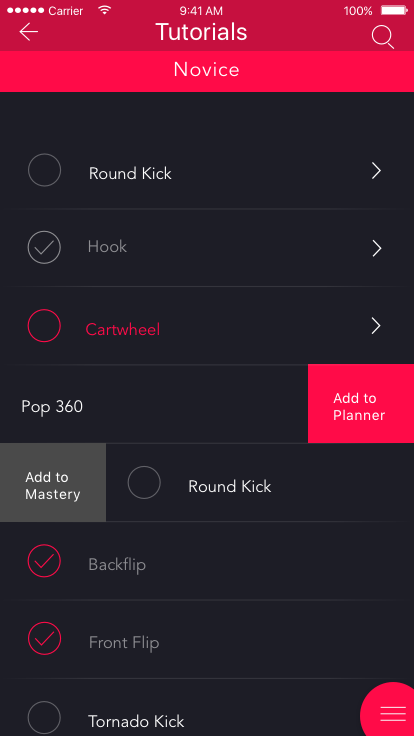 Carrier 9:41 AM 100%
Tutorials
Novice
Round Kick
Hook
Cartwheel
Pop 360
Add to
Planner
Add to
Mastery
Round Kick
Backflip
Front Flip
Tornado Kick